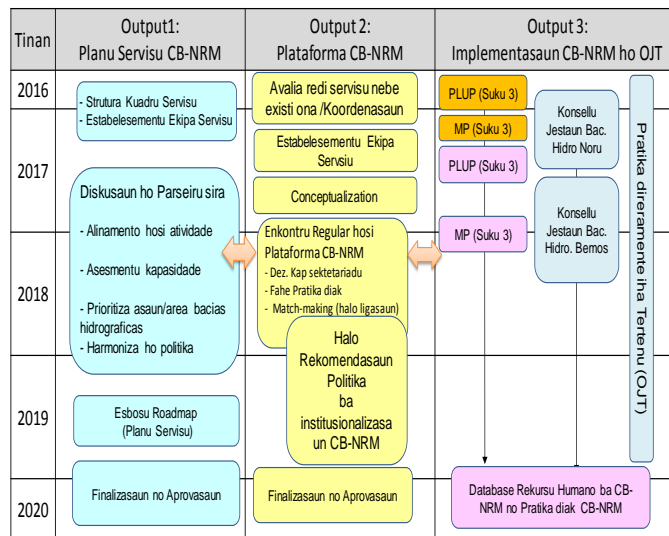 Tinan
Output1:
Planu Servisu CB-NRM
Output 2:
Plataforma CB-NRM
Output 3:
Implementasaun CB-NRM ho OJT
2016
2017
2018
2019
2020
- Strutura Kuadru Servisu
- Estabelesementu Ekipa Servisu
Diskusaun ho Parseiru sira
- Alinamento hosi atividade
- Asesmentu kapasidade
- Prioritiza asaun/area bacias
hidrograficas
- Harmoniza ho politika
Esbosu Roadmap
(Planu Servisu)
Finalizasaun no Aprovasaun
Avalia redi servisu nebe
existi ona /Koordenasaun
Estabelesementu Ekipa
Servsiu
Conceptualization
Enkontru Regular hosi
Plataforma CB-NRM
- Dez. Kap sektetariadu
- Fahe Pratika diak
- Match-making (halo ligasaun)
Halo
Rekomendasaun
Politika
ba
institusionalizasa
un CB-NRM
Finalizasaun no Aprovasaun
PLUP (Suku 3)
MP (Suku 3)
PLUP (Suku 3)
MP (Suku 3)
Konsellu
Jestaun Bac.
Hidro Noru
Konsellu
Jestaun Bac.
Hidro. Bemos
Pratika direramente iha Tertenu (OJT)
Database Rekursu Humano ba CB-
NRM no Pratika diak CB-NRM